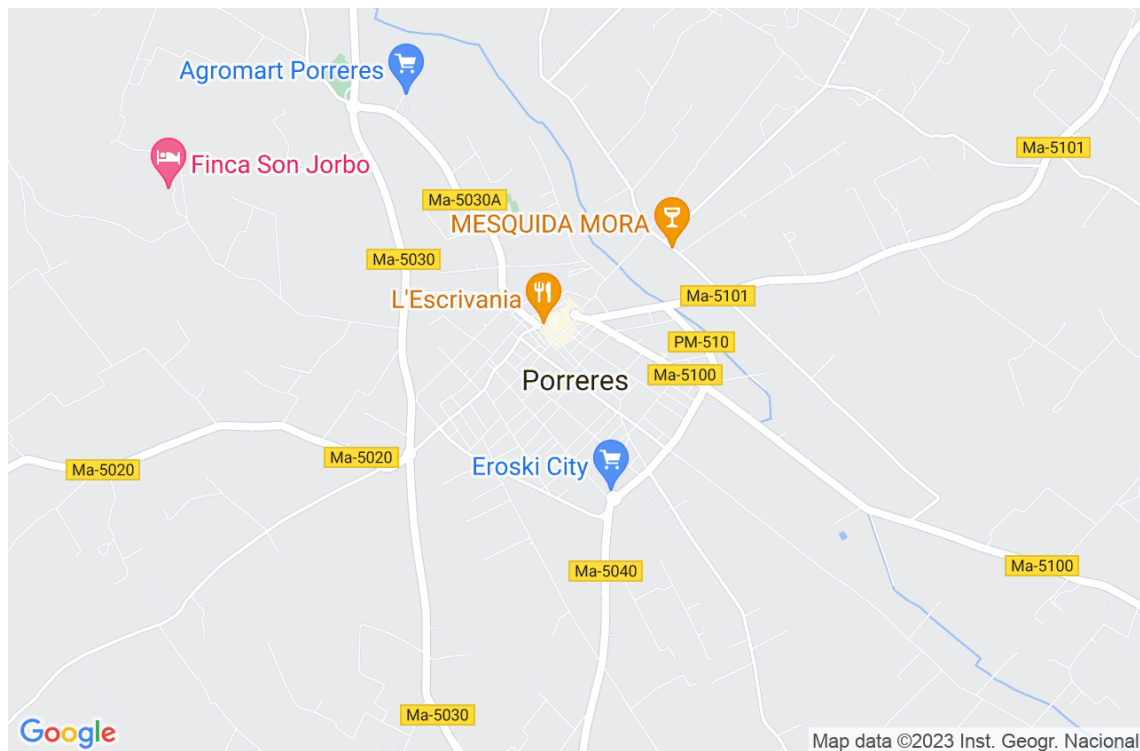 Agromart Porreres
Finca Son Jorbo
Ma-5101
Ma-5030A
MESQUIDA MORA
Ma-5030
L'Escrivania
Ma-5101
PM-510
Porreres
Ma-5100
Ma-5020
Ma-5020
Eroski City
Ma-5040
Ma-5100
Ma-5030
Google
Map data ©2023 Inst. Geogr. Nacional